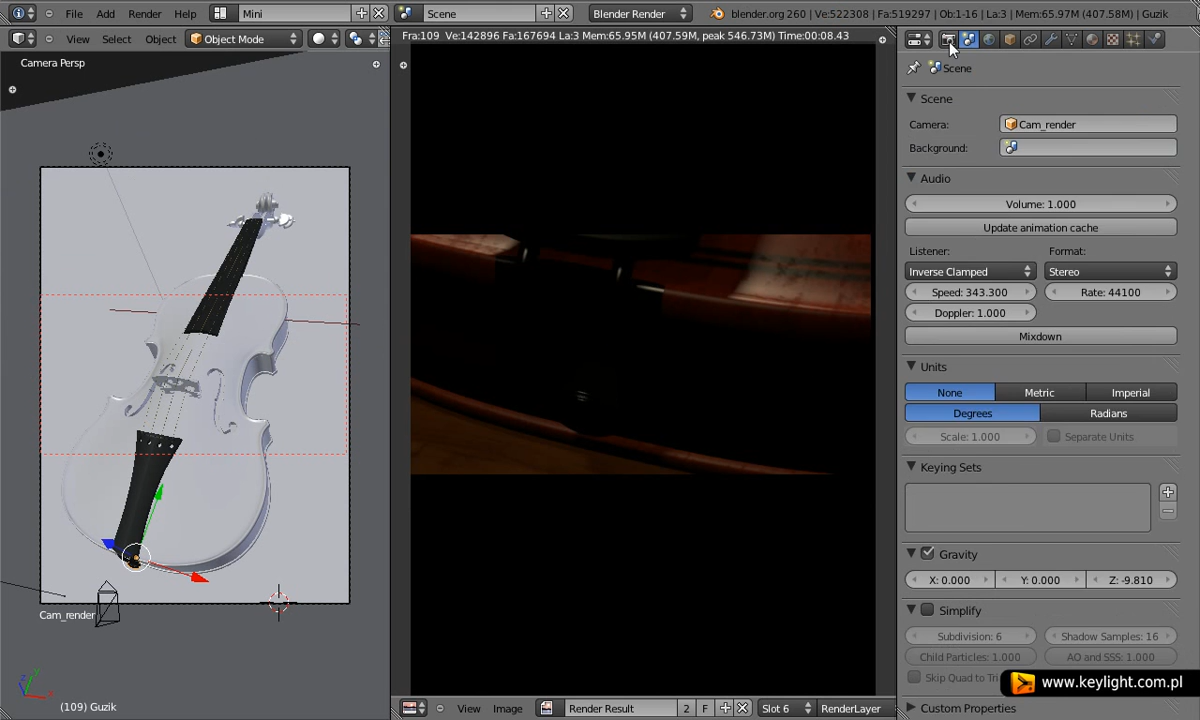 File Add Render Help Mini Scene Blender Render blender.org 260 | Ve:522308 | Fa:519297 | Ob:1-16 | La:3 | Mem:65.97M (407.58M) | Guzik
View Select Object Object Mode
Fra:109 Ve:142896 Fa:167694 La:3 Mem:65.95M (407.59M, peak 546.73M) Time:00:08.43
Camera Persp
Cam_render
(109) Guzik
View Image Render Result 2 F Slot 6 RenderLayer
Scene
Scene
Camera: Cam_render
Background:
Audio
Volume: 1.000
Update animation cache
Listener: Format:
Inverse Clamped Stereo
Speed: 343.300 Rate: 44100
Doppler: 1.000
Mixdown
Units
None Metric Imperial
Degrees Radians
Scale: 1.000 Separate Units
Keying Sets
Gravity
X: 0.000 Y: 0.000 Z: -9.810
Simplify
Subdivision: 6 Shadow Samples: 16
Child Particles: 1.000 AO and SSS: 1.000
Skip Quad to Tri
www.keylight.com.pl
Custom Properties